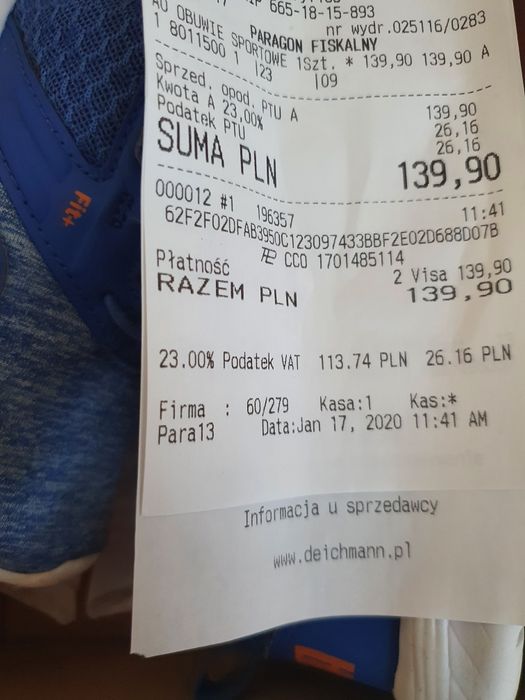 665-18-15-893
nr wydr.025116/0283
PARAGON FISKALNY
OBUWIE SPORTOWE 1Szt. * 139,90 139,90 A
1 8011500 1 |23 |09
Sprzed. opod. PTU A 139,90
Kwota A 23,00% 26,16
Podatek PTU 26,16
SUMA PLN 139,90
000012 #1 196357 11:41
62F2F02DFAB3950C123097433BBF2E02D688D07B
CCO 1701485114
Płatność 2 Visa 139,90
RAZEM PLN 139,90
23.00% Podatek VAT 113.74 PLN 26.16 PLN
Firma : 60/279 Kasa:1 Kas:*
Para13 Data:Jan 17, 2020 11:41 AM
Informacja u sprzedawcy
www.deichmann.pl
Fit+